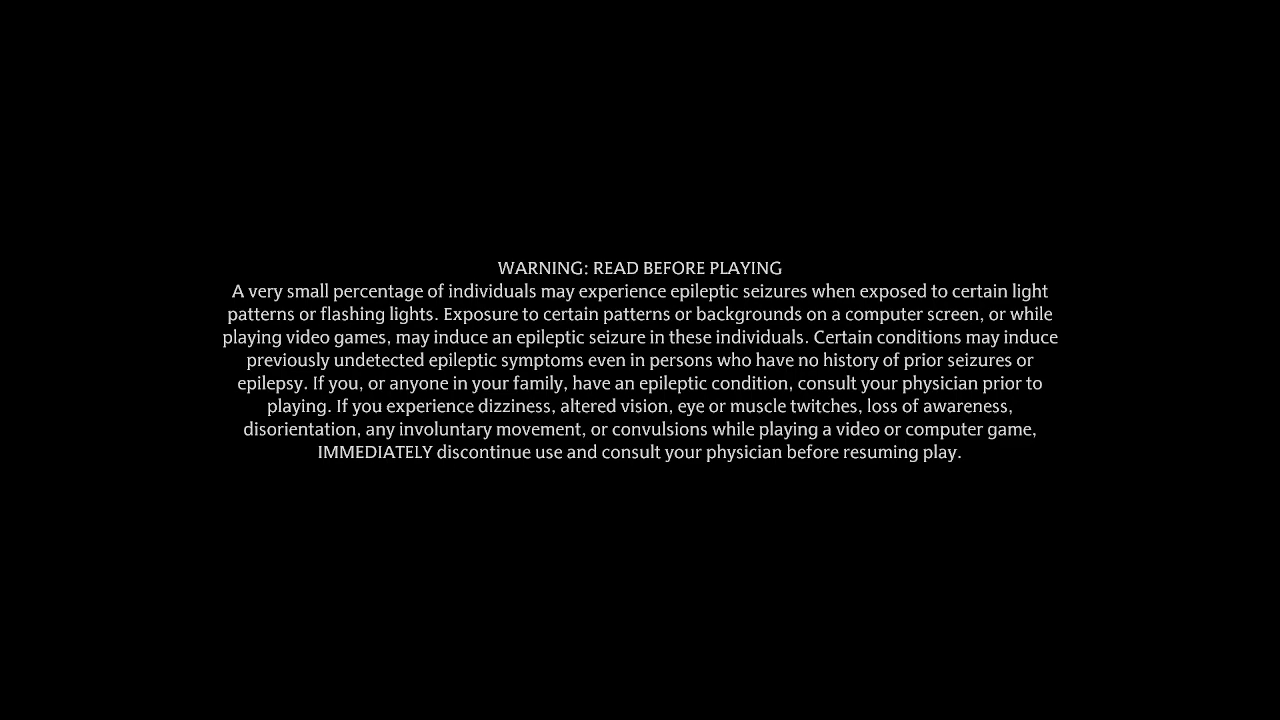 WARNING: READ BEFORE PLAYING
A very small percentage of individuals may experience epileptic seizures when exposed to certain light
patterns or flashing lights. Exposure to certain patterns or backgrounds on a computer screen, or while
playing video games, may induce an epileptic seizure in these individuals. Certain conditions may induce
previously undetected epileptic symptoms even in persons who have no history of prior seizures or
epilepsy. If you, or anyone in your family, have an epileptic condition, consult your physician prior to
playing. If you experience dizziness, altered vision, eye or muscle twitches, loss of awareness,
disorientation, any involuntary movement, or convulsions while playing a video or computer game,
IMMEDIATELY discontinue use and consult your physician before resuming play.